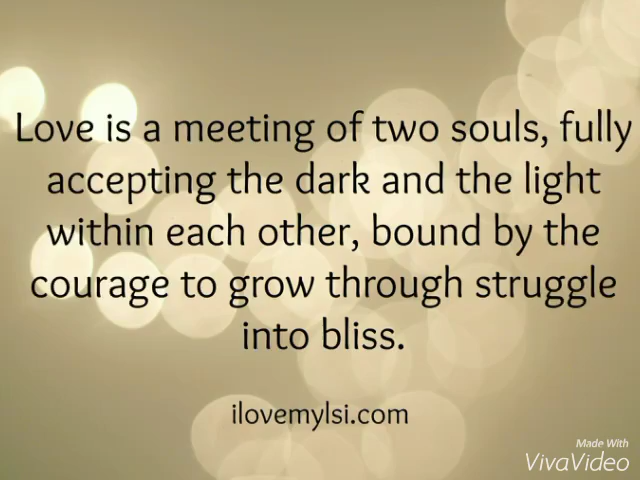 Love is a meeting of two souls, fully
accepting the dark and the light
within each other, bound by the
courage to grow through struggle
into bliss.
ilovemylsi.com
Made With
VivaVideo